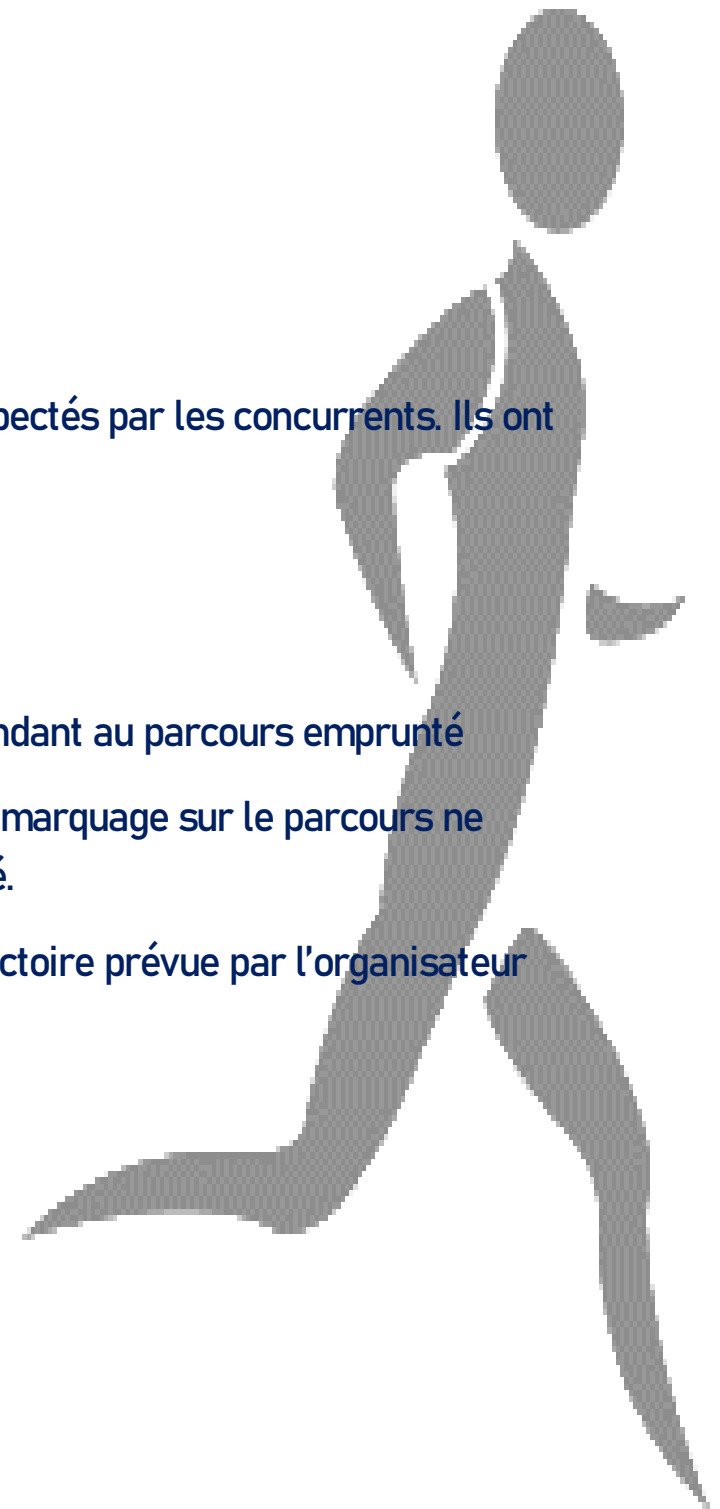 pectés par les concurrents. Ils ont
ndant au parcours emprunté
marquage sur le parcours ne
é.
ctoire prévue par l’organisateur